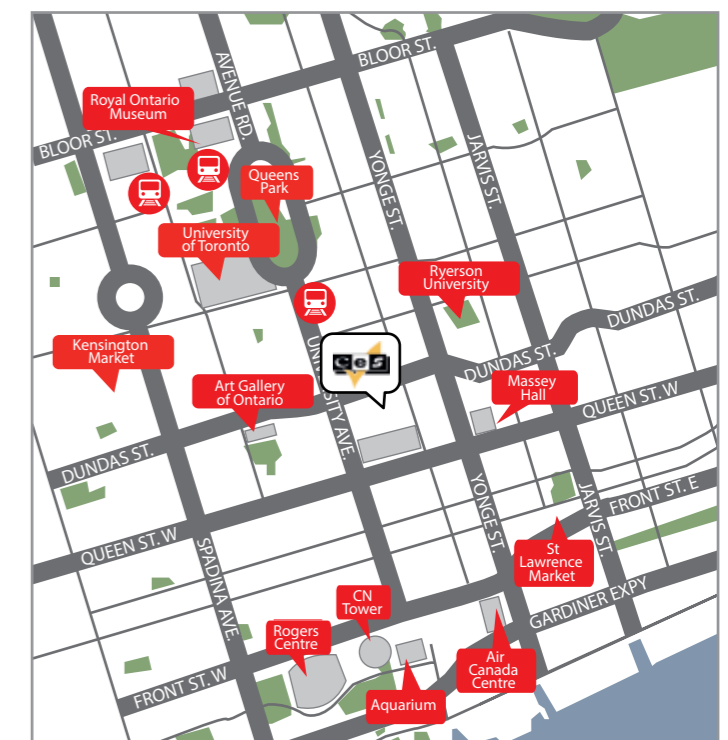 AVENUE RD.
BLOOR ST.
Royal Ontario
Museum
BLOOR ST.
JARVIS ST.
YONGE ST.
Queens
Park
University
of Toronto
Ryerson
University
DUNDAS ST.
Kensington
Market
UNIVERSITY AVE.
ces
DUNDAS ST.
Art Gallery
of Ontario
Massey
Hall
QUEEN ST. W
DUNDAS ST.
QUEEN ST. W
SPADINA AVE.
YONGE ST.
JARVIS ST.
FRONT ST. E
St
Lawrence
Market
GARDINER EXPY
CN
Tower
Rogers
Centre
Air
Canada
Centre
FRONT ST. W
Aquarium